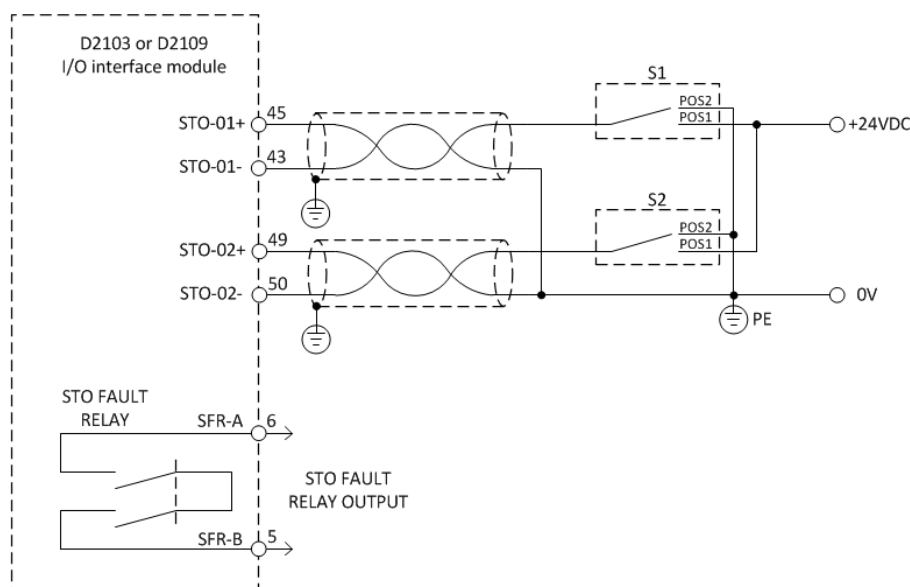 D2103 or D2109
I/O interface module
S1
STO-01+ 45
POS2
POS1
+24VDC
STO-01- 43
S2
STO-02+ 49
POS2
POS1
STO-02- 50
0V
PE
STO FAULT
RELAY
SFR-A 6
STO FAULT
RELAY OUTPUT
SFR-B 5